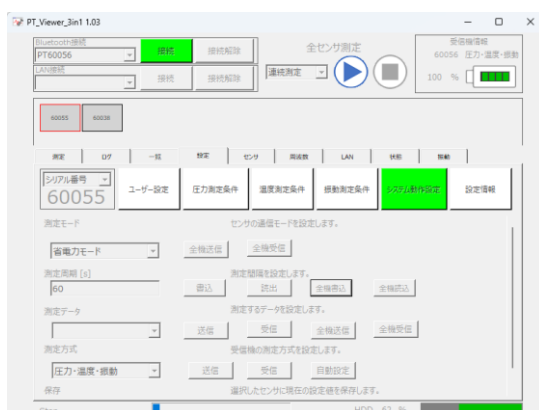 PT_Viewer_3in1 1.03
Bluetooth接続
PT60056
接続
接続解除
LAN接続
接続
接続解除
全センサ測定
連続測定
受信機情報
60056 圧力・温度・振動
100 %
60055
60038
測定
ログ
一括
設定
センサ
周波数
LAN
状態
振動
シリアル番号
60055
ユーザー設定
圧力測定条件
温度測定条件
振動測定条件
システム動作設定
設定情報
測定モード
センサの通信モードを設定します。
省電力モード
全機送信
全機受信
測定周期 [s]
測定間隔を設定します。
60
書込
読出
全機書込
全機読込
測定データ
測定するデータを設定します。
送信
受信
全機送信
全機受信
測定方式
受信機の測定方式を設定します。
圧力・温度・振動
送信
受信
自動設定
保存
選択したセンサに現在の設定値を保存します。